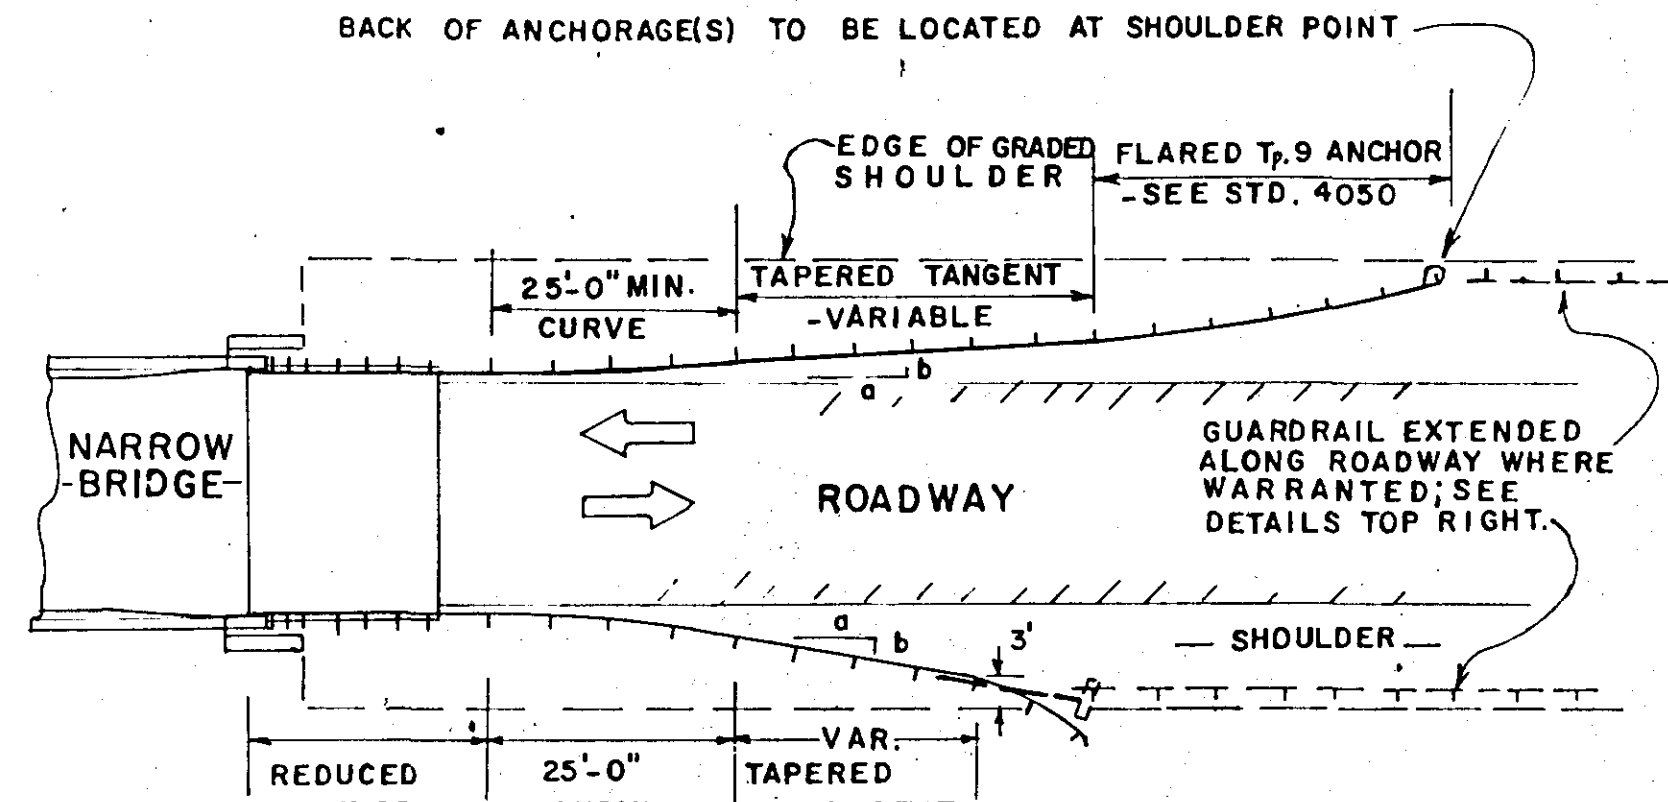 BACK OF ANCHORAGE(S) TO BE LOCATED AT SHOULDER POINT
EDGE OF GRADED
SHOULDER
FLARED Tp. 9 ANCHOR
-SEE STD. 4050
25'-0" MIN.
CURVE
TAPERED TANGENT
-VARIABLE
a
b
NARROW
-BRIDGE-
ROADWAY
GUARDRAIL EXTENDED
ALONG ROADWAY WHERE
WARRANTED; SEE
DETAILS TOP RIGHT.
a
b
3'
SHOULDER
REDUCED
25'-0"
VAR.
TAPERED